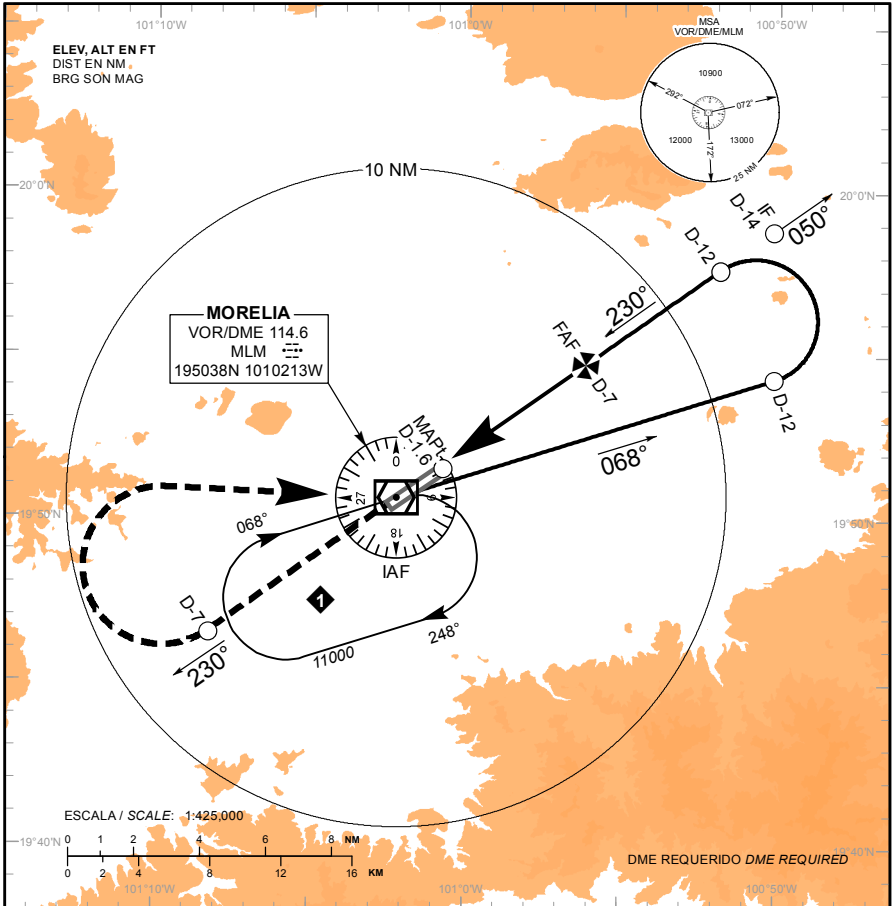 101°10'W
101°0'W
100°50'W
ELEV, ALT EN FT
DIST EN NM
BRG SON MAG
MSA
VOR/DME/MLM
10900
292°
072°
12000
13000
172°
25 NM
20°0'N
10 NM
20°0'N
IF
D-14
050°
D-12
230°
MORELIA
VOR/DME 114.6
MLM
195038N 1010213W
FAF
D-7
D-12
MAPt
D-1.6
068°
0
27
9
18
19°50'N
19°50'N
068°
IAF
1
D-7
248°
230°
11000
ESCALA / SCALE: 1:425,000
0 1 2 4 6 8 NM
0 2 4 8 12 16 KM
19°40'N
19°40'N
DME REQUERIDO DME REQUIRED
101°10'W
101°0'W
100°50'W